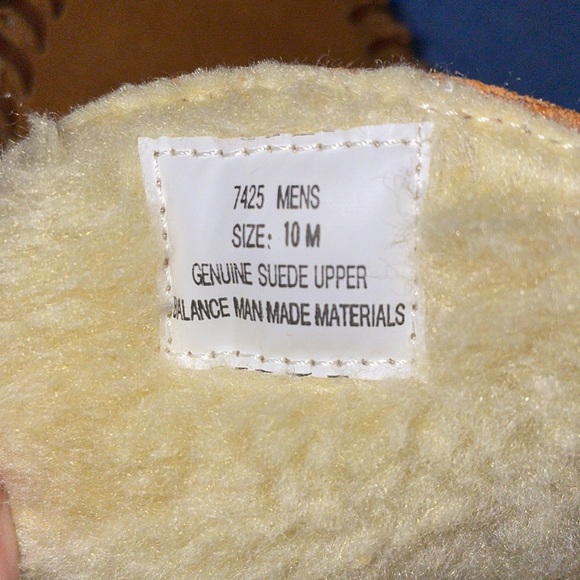 7425 MENS
SIZE: 10 M
GENUINE SUEDE UPPER
BALANCE MAN MADE MATERIALS